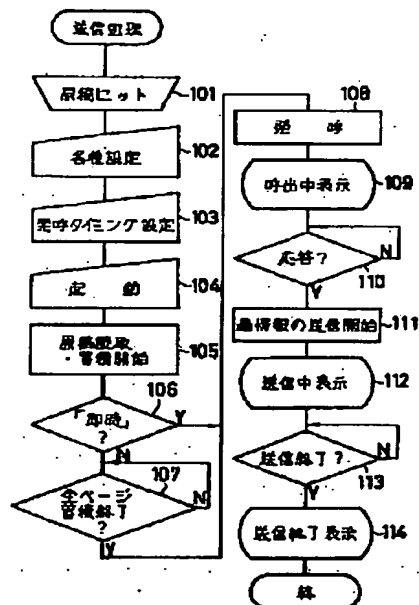 送信処理
原稿セット
101
各種設定
102
発呼タイミング設定
103
起動
104
原稿読取
・蓄積開始
105
106
「即時」
?
Y
N
107
全ページ
蓄積終了
?
N
Y
108
発呼
呼出中表示
109
応答?
N
110
Y
画情報の送信開始
111
送信中表示
112
送信終了?
N
113
Y
送信終了表示
114
終